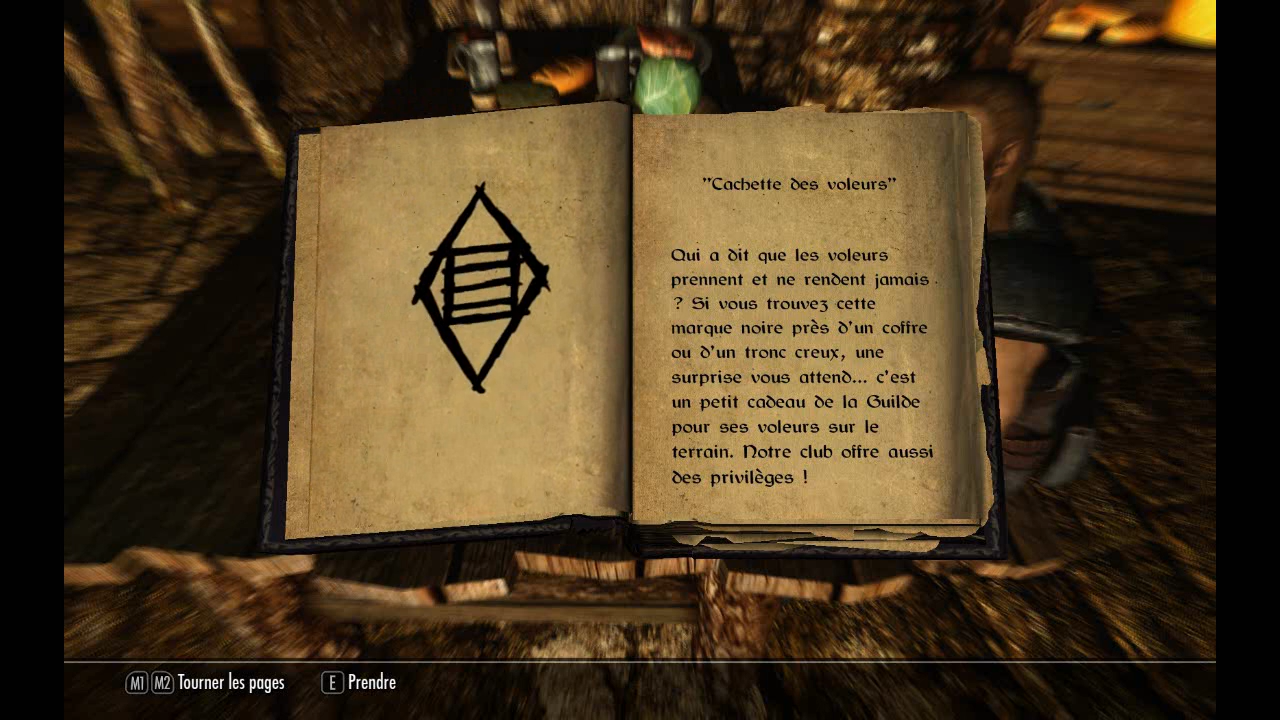 "Cachette des voleurs"
Qui a dit que les voleurs
prennent et ne rendent jamais
? Si vous trouvez cette
marque noire près d'un coffre
ou d'un tronc creux, une
surprise vous attend... c'est
un petit cadeau de la Guilde
pour ses voleurs sur le
terrain. Notre club offre aussi
des privilèges !
M1 M2 Tourner les pages E Prendre